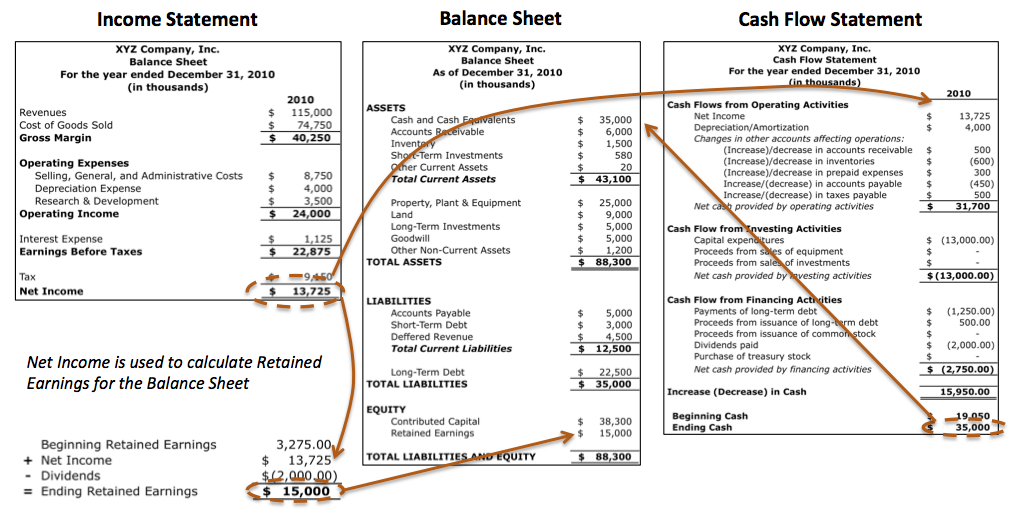 Income Statement
XYZ Company, Inc.
Balance Sheet
For the year ended December 31, 2010
(in thousands)
2010
Revenues $ 115,000
Cost of Goods Sold $ 74,750
Gross Margin $ 40,250
Operating Expenses
Selling, General, and Administrative Costs $ 8,750
Depreciation Expense $ 4,000
Research & Development $ 3,500
Operating Income $ 24,000
Interest Expense $ 1,125
Earnings Before Taxes $ 22,875
Tax $ 9,150
Net Income $ 13,725
Net Income is used to calculate Retained
Earnings for the Balance Sheet
Beginning Retained Earnings 3,275.00
+ Net Income $ 13,725
- Dividends $(2,000.00)
= Ending Retained Earnings $ 15,000
Balance Sheet
XYZ Company, Inc.
Balance Sheet
As of December 31, 2010
(in thousands)
ASSETS
Cash and Cash Equivalents $ 35,000
Accounts Receivable $ 6,000
Inventory $ 1,500
Short-Term Investments $ 580
Other Current Assets $ 20
Total Current Assets $ 43,100
Property, Plant & Equipment $ 25,000
Land $ 9,000
Long-Term Investments $ 5,000
Goodwill $ 5,000
Other Non-Current Assets $ 1,200
TOTAL ASSETS $ 88,300
LIABILITIES
Accounts Payable $ 5,000
Short-Term Debt $ 3,000
Deffered Revenue $ 4,500
Total Current Liabilities $ 12,500
Long-Term Debt $ 22,500
TOTAL LIABILITIES $ 35,000
EQUITY
Contributed Capital $ 38,300
Retained Earnings $ 15,000
TOTAL LIABILITIES AND EQUITY $ 88,300
Cash Flow Statement
XYZ Company, Inc.
Cash Flow Statement
For the year ended December 31, 2010
(in thousands)
2010
Cash Flows from Operating Activities
Net Income $ 13,725
Depreciation/Amortization $ 4,000
Changes in other accounts affecting operations:
(Increase)/decrease in accounts receivable $ 500
(Increase)/decrease in inventories $ (600)
(Increase)/decrease in prepaid expenses $ 300
Increase/(decrease) in accounts payable $ (450)
Increase/(decrease) in taxes payable $ 500
Net cash provided by operating activities $ 31,700
Cash Flow from Investing Activities
Capital expenditures $ (13,000.00)
Proceeds from sales of equipment $ -
Proceeds from sales of investments $ -
Net cash provided by investing activities $ (13,000.00)
Cash Flow from Financing Activities
Payments of long-term debt $ (1,250.00)
Proceeds from issuance of long-term debt $ 500.00
Proceeds from issuance of common stock $ -
Dividends paid $ (2,000.00)
Purchase of treasury stock $ -
Net cash provided by financing activities $ (2,750.00)
Increase (Decrease) in Cash 15,950.00
Beginning Cash $ 19,050
Ending Cash $ 35,000